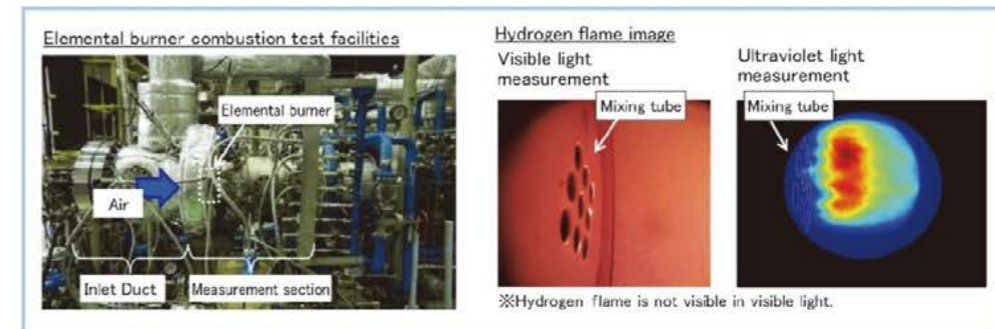 Elemental burner combustion test facilities
Elemental burner
Air
Inlet Duct
Measurement section
Hydrogen flame image
Visible light
measurement
Mixing tube
Ultraviolet light
measurement
Mixing tube
※Hydrogen flame is not visible in visible light.